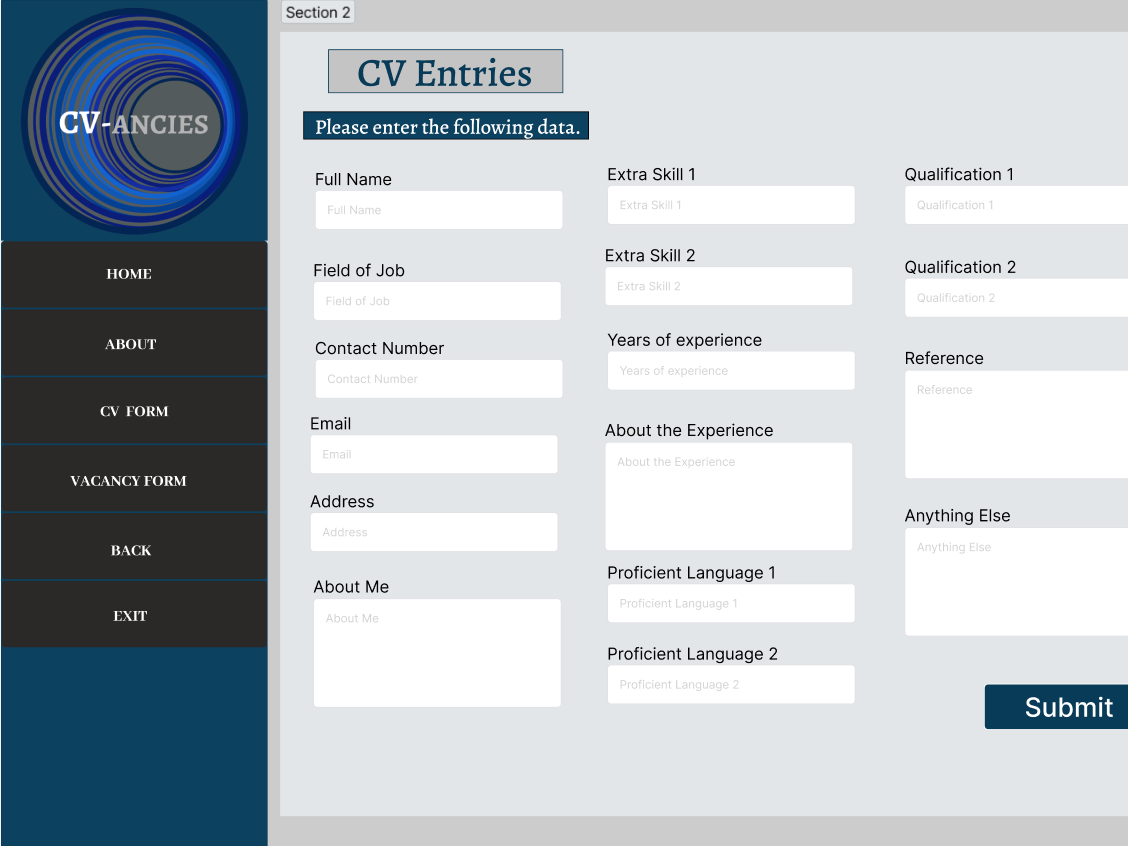 Section 2
CV-ANCIES
HOME
ABOUT
CV FORM
VACANCY FORM
BACK
EXIT
CV Entries
Please enter the following data.
Full Name
Full Name
Field of Job
Field of Job
Contact Number
Contact Number
Email
Email
Address
Address
About Me
About Me
Extra Skill 1
Extra Skill 1
Extra Skill 2
Extra Skill 2
Years of experience
Years of experience
About the Experience
About the Experience
Proficient Language 1
Proficient Language 1
Proficient Language 2
Proficient Language 2
Qualification 1
Qualification 1
Qualification 2
Qualification 2
Reference
Reference
Anything Else
Anything Else
Submit